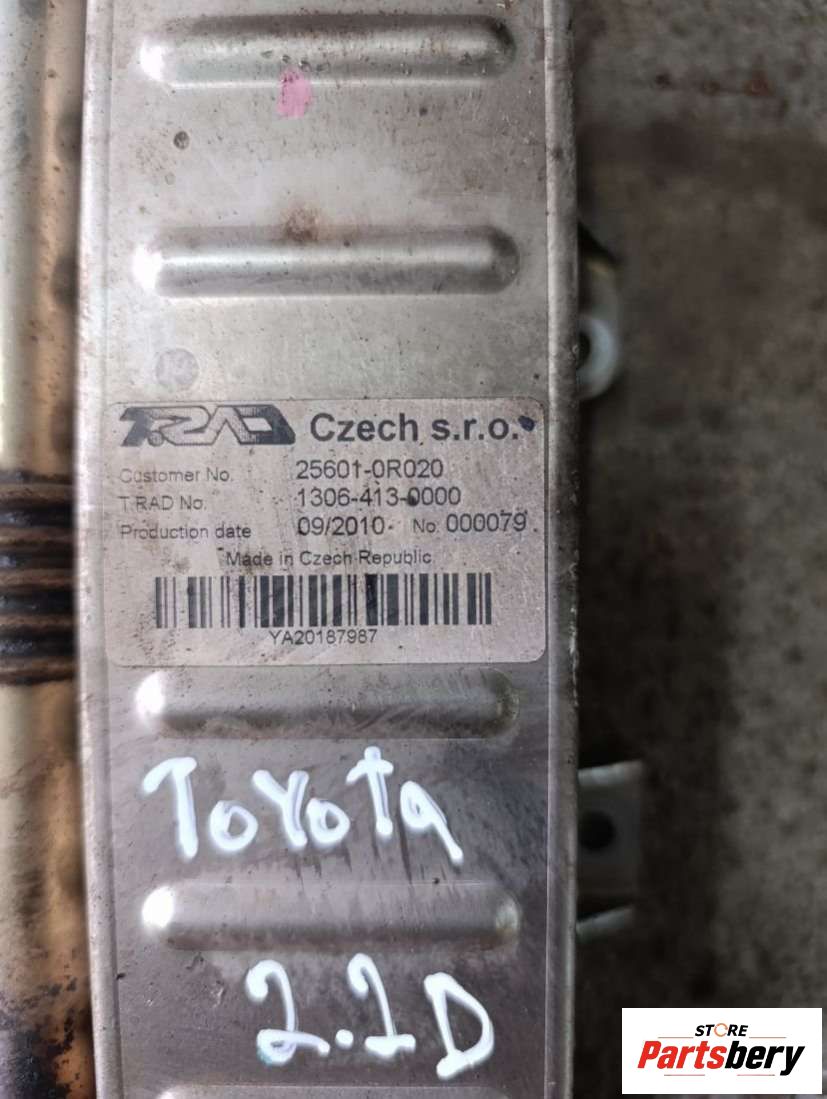 T.RAD Czech s.r.o.
Customer No. 25601-0R020
T.RAD No. 1306-413-0000
Production date 09/2010 No. 000079
Made in Czech Republic
YA20187987
Toyota
2.2D
STORE
Partsbery